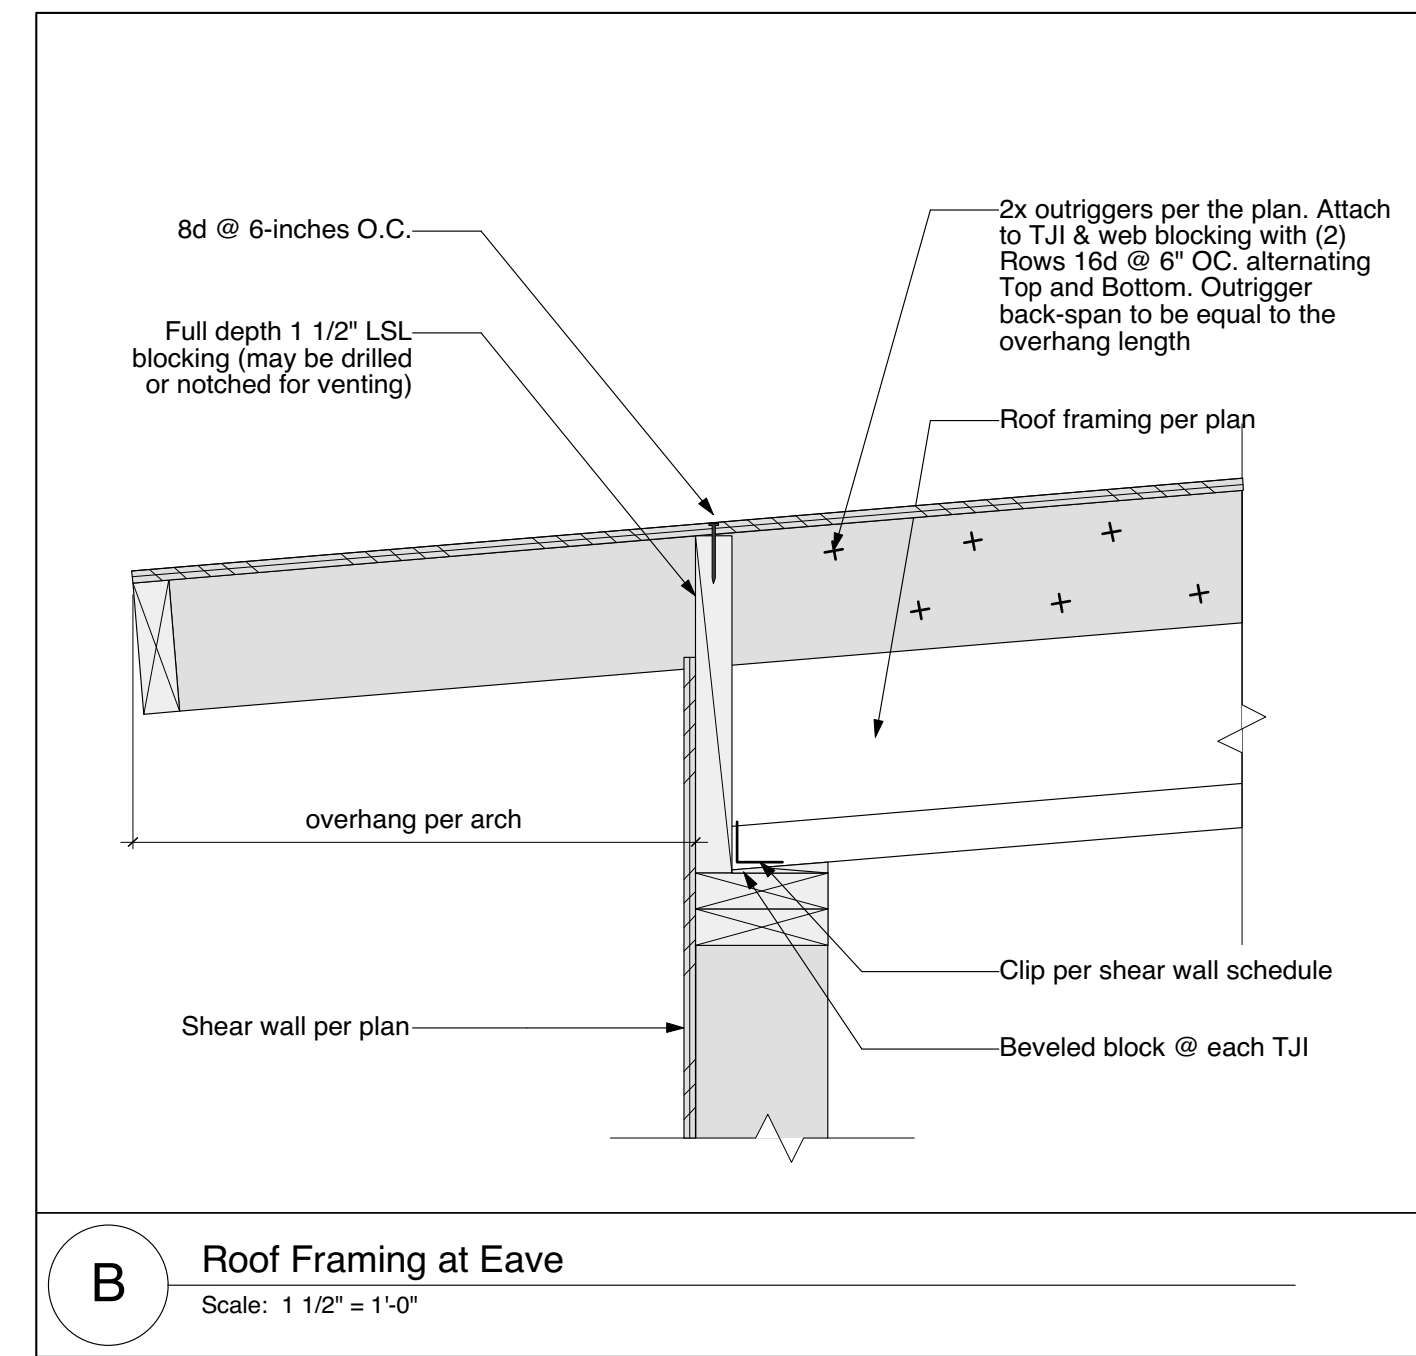 8d @ 6-inches O.C.
Full depth 1 1/2" LSL
blocking (may be drilled
or notched for venting)
2x outriggers per the plan. Attach
to TJI & web blocking with (2)
Rows 16d @ 6" OC. alternating
Top and Bottom. Outrigger
back-span to be equal to the
overhang length
Roof framing per plan
overhang per arch
Clip per shear wall schedule
Shear wall per plan
Beveled block @ each TJI
B
Roof Framing at Eave
Scale: 1 1/2" = 1'-0"